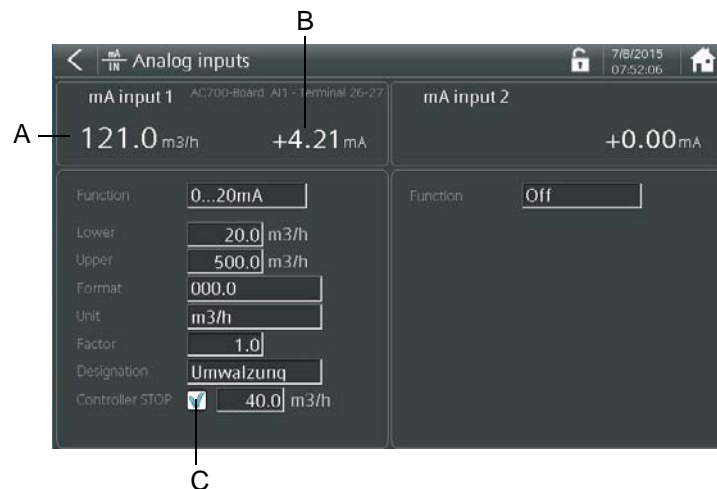 B
mA IN Analog inputs 7/8/2015
07:52:06
mA input 1 AC700-Board AI1 - Terminal 26-27 mA input 2
A 121.0 m3/h +4.21 mA +0.00 mA
Function 0...20mA Function Off
Lower 20.0 m3/h
Upper 500.0 m3/h
Format 000.0
Unit m3/h
Factor 1.0
Designation Umwalzung
Controller STOP 40.0 m3/h
C